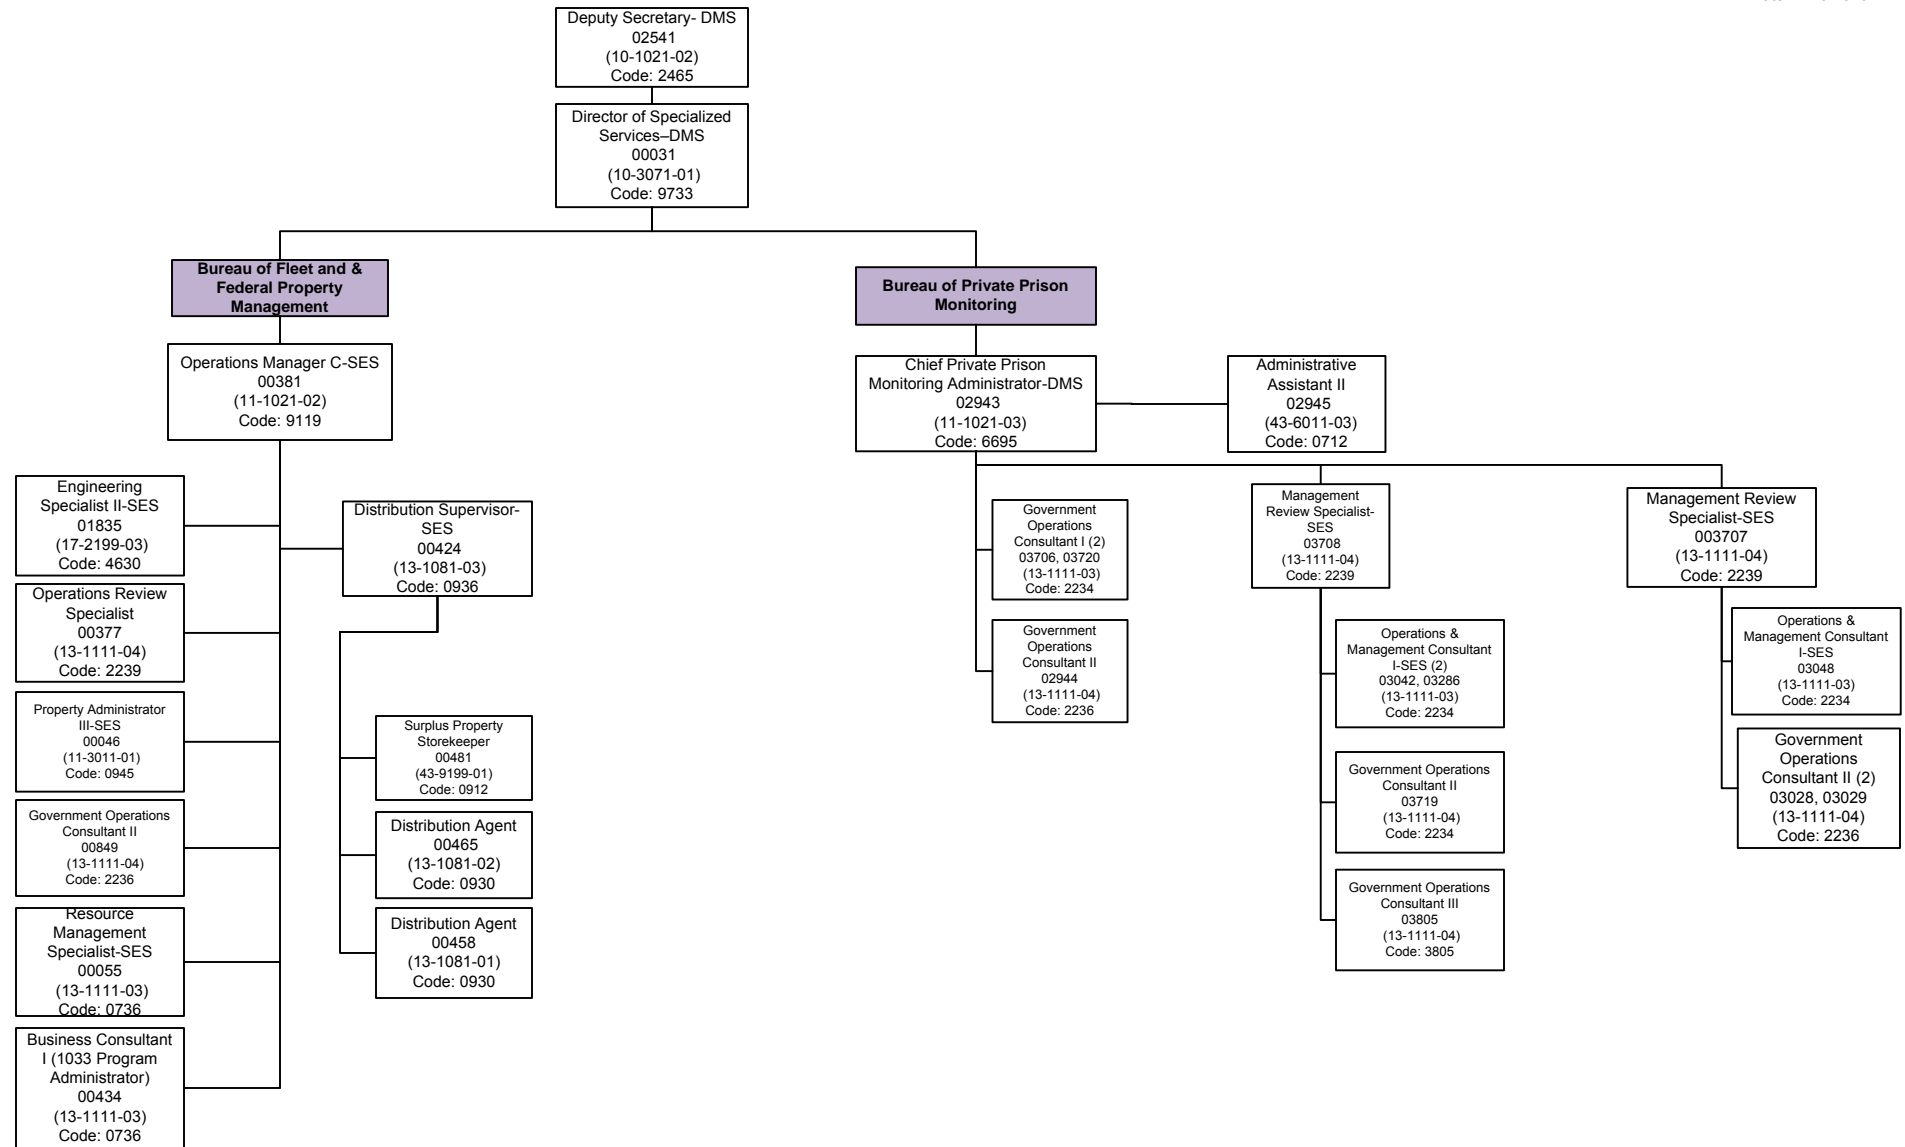 Deputy Secretary- DMS
02541
(10-1021-02)
Code: 2465
Director of Specialized
Services–DMS
00031
(10-3071-01)
Code: 9733
Bureau of Fleet and &
Federal Property
Management
Operations Manager C-SES
00381
(11-1021-02)
Code: 9119
Engineering
Specialist II-SES
01835
(17-2199-03)
Code: 4630
Operations Review
Specialist
00377
(13-1111-04)
Code: 2239
Property Administrator
III-SES
00046
(11-3011-01)
Code: 0945
Government Operations
Consultant II
00849
(13-1111-04)
Code: 2236
Resource
Management
Specialist-SES
00055
(13-1111-03)
Code: 0736
Business Consultant
I (1033 Program
Administrator)
00434
(13-1111-03)
Code: 0736
Distribution Supervisor-
SES
00424
(13-1081-03)
Code: 0936
Surplus Property
Storekeeper
00481
(43-9199-01)
Code: 0912
Distribution Agent
00465
(13-1081-02)
Code: 0930
Distribution Agent
00458
(13-1081-01)
Code: 0930
Bureau of Private Prison
Monitoring
Chief Private Prison
Monitoring Administrator-DMS
02943
(11-1021-03)
Code: 6695
Administrative
Assistant II
02945
(43-6011-03)
Code: 0712
Government
Operations
Consultant I (2)
03706, 03720
(13-1111-03)
Code: 2234
Government
Operations
Consultant II
02944
(13-1111-04)
Code: 2236
Management
Review Specialist-
SES
03708
(13-1111-04)
Code: 2239
Operations &
Management Consultant
I-SES (2)
03042, 03286
(13-1111-03)
Code: 2234
Government Operations
Consultant II
03719
(13-1111-04)
Code: 2234
Government Operations
Consultant III
03805
(13-1111-04)
Code: 3805
Management Review
Specialist-SES
003707
(13-1111-04)
Code: 2239
Operations &
Management Consultant
I-SES
03048
(13-1111-03)
Code: 2234
Government
Operations
Consultant II (2)
03028, 03029
(13-1111-04)
Code: 2236